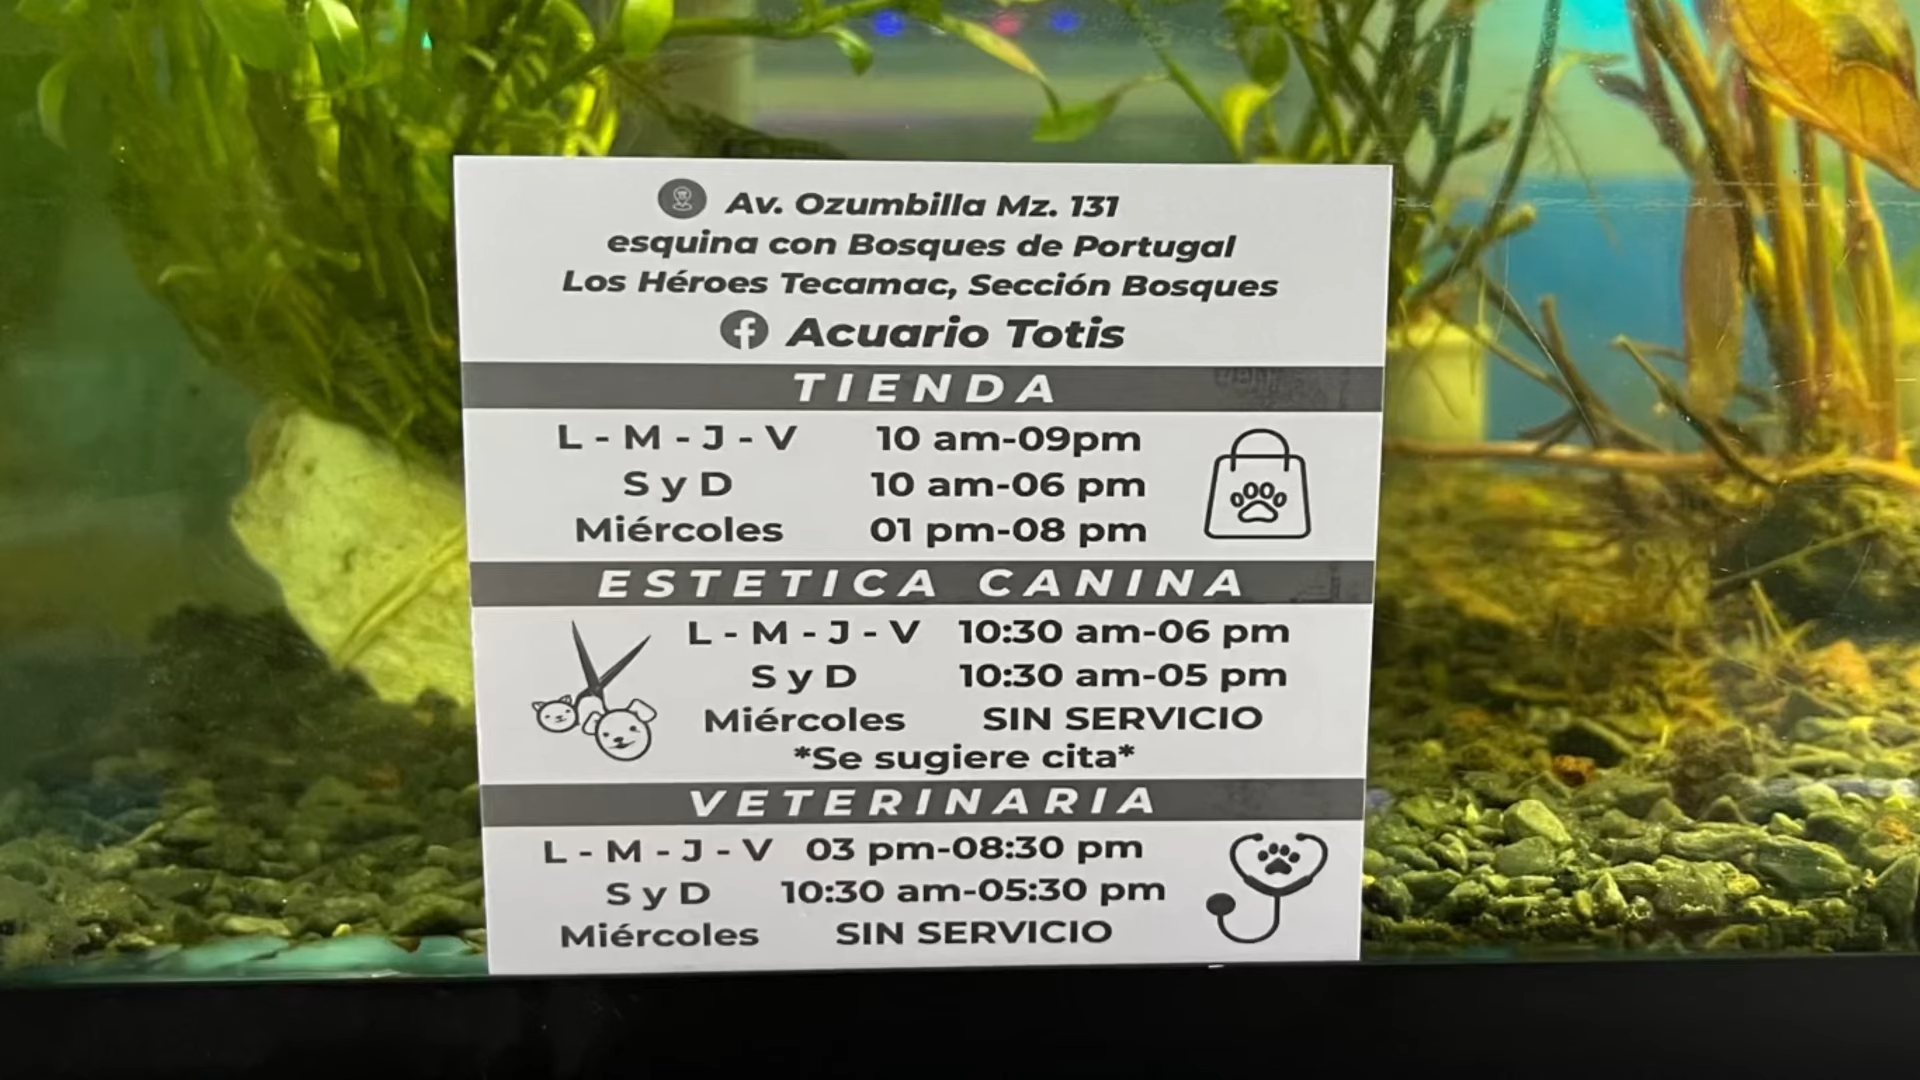 Av. Ozumbilla Mz. 131
esquina con Bosques de Portugal
Los Héroes Tecamac, Sección Bosques
Acuario Totis
TIENDA
L - M - J - V 10 am-09pm
S y D 10 am-06 pm
Miércoles 01 pm-08 pm
ESTETICA CANINA
L - M - J - V 10:30 am-06 pm
S y D 10:30 am-05 pm
Miércoles SIN SERVICIO
*Se sugiere cita*
VETERINARIA
L - M - J - V 03 pm-08:30 pm
S y D 10:30 am-05:30 pm
Miércoles SIN SERVICIO